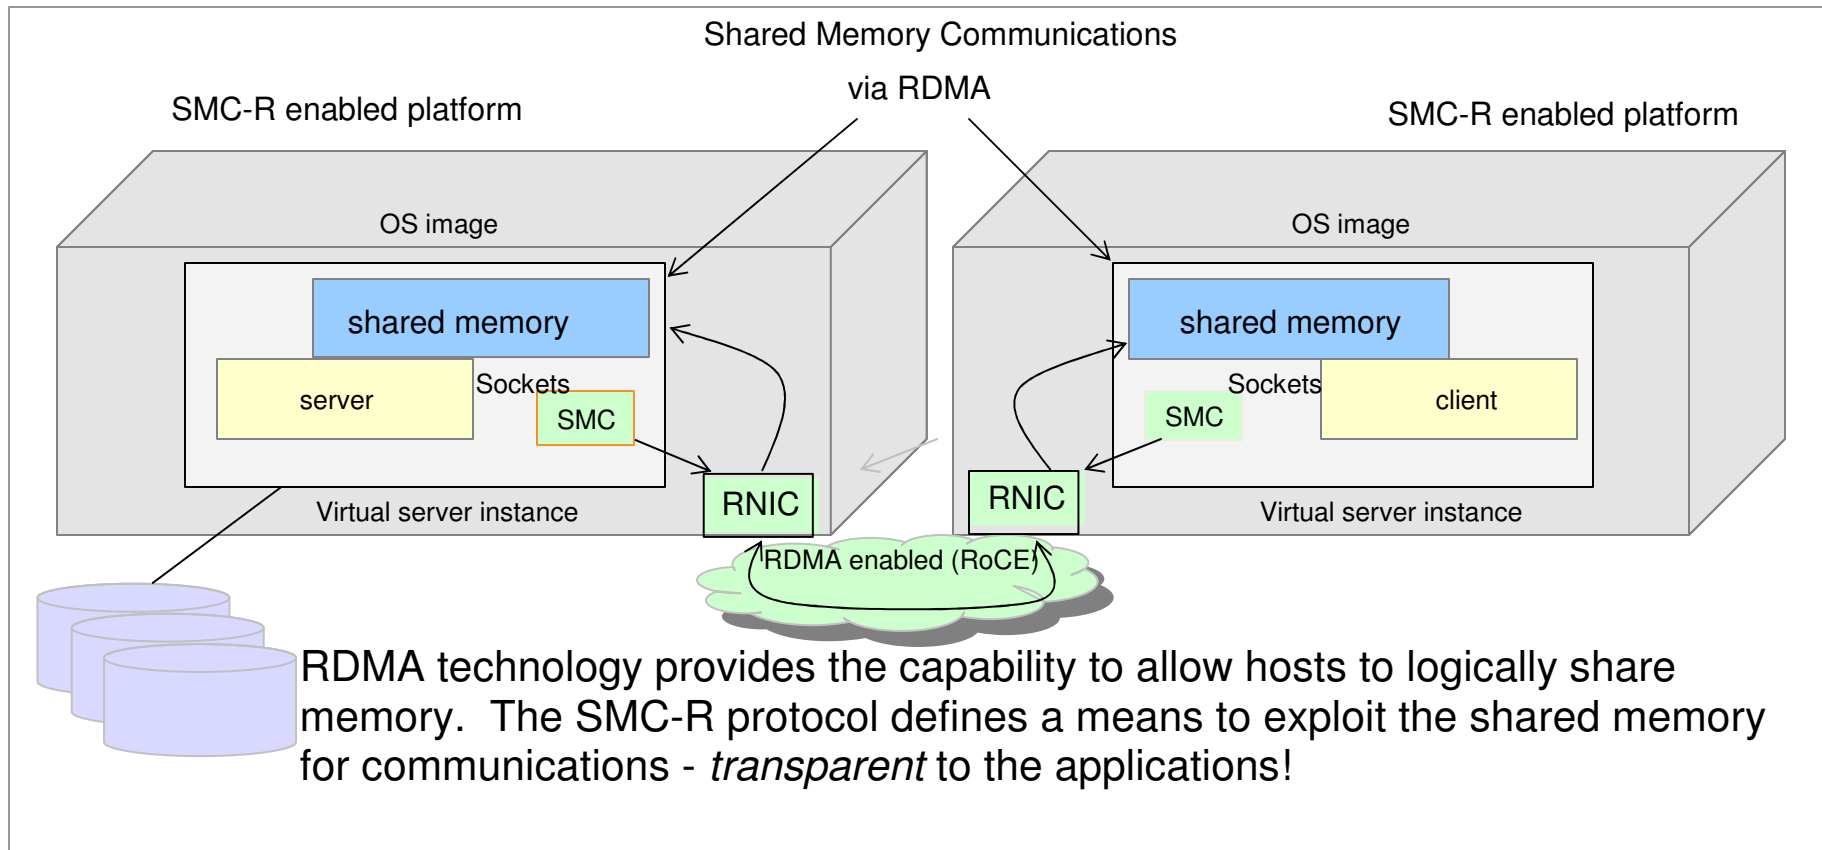 Shared Memory Communications
via RDMA
SMC-R enabled platform
SMC-R enabled platform
OS image
OS image
shared memory
shared memory
Sockets
Sockets
server
SMC
SMC
client
RNIC
RNIC
Virtual server instance
Virtual server instance
RDMA enabled (RoCE)
RDMA technology provides the capability to allow hosts to logically share
memory. The SMC-R protocol defines a means to exploit the shared memory
for communications - transparent to the applications!